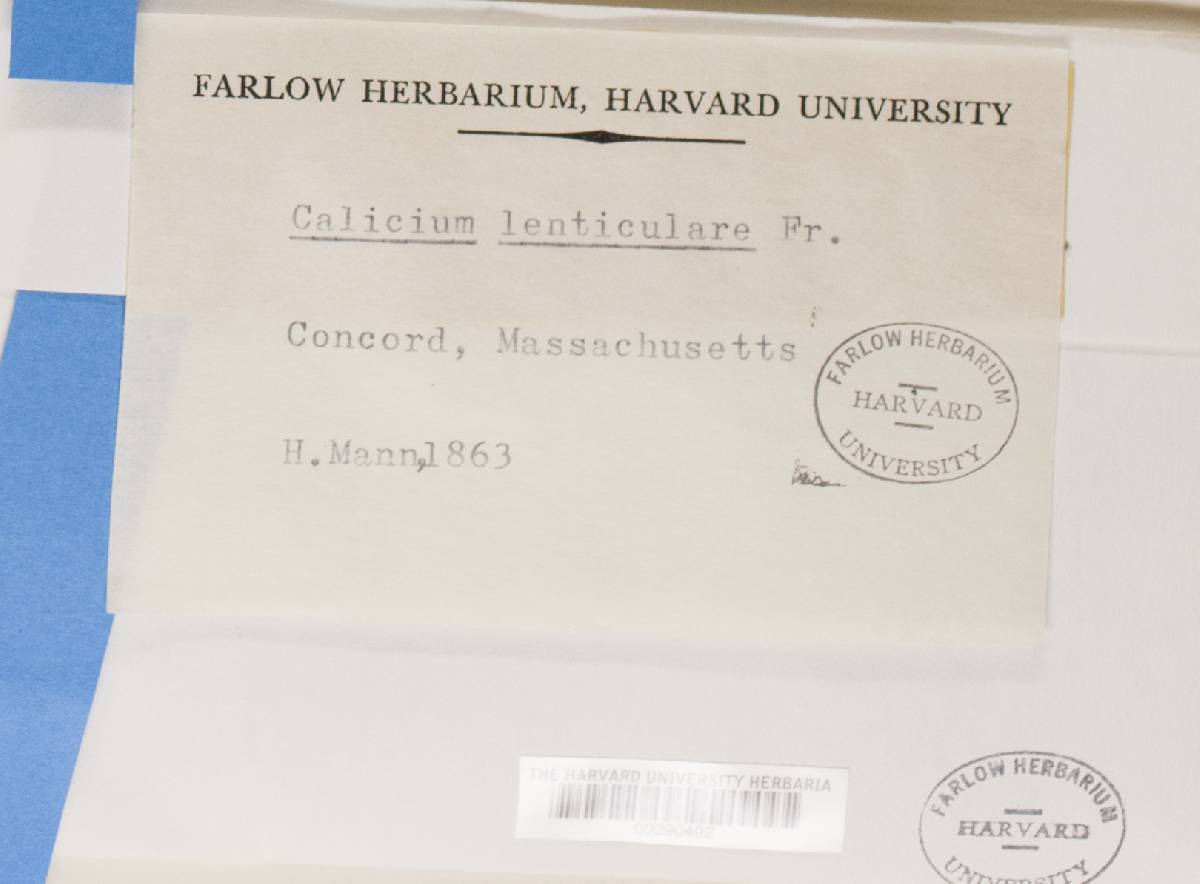 FARLOW HERBARIUM, HARVARD UNIVERSITY
Calicium lenticulare Fr.
Concord, Massachusetts
H.Mann,1863
FARLOW HERBARIUM
HARVARD
UNIVERSITY
THE HARVARD UNIVERSITY HERBARIA
FARLOW HERBARIUM
HARVARD
UNIVERSITY